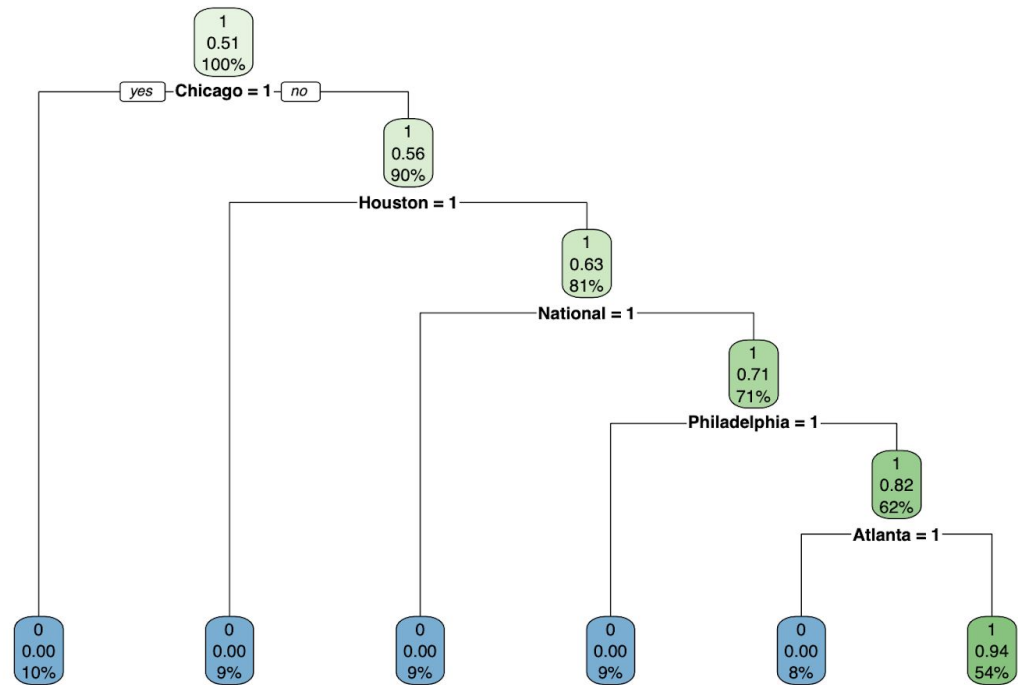 1
0.51
100%
yes Chicago = 1 no
1
0.56
90%
Houston = 1
1
0.63
81%
National = 1
1
0.71
71%
Philadelphia = 1
1
0.82
62%
Atlanta = 1
0 0 0 0 0 1
0.00 0.00 0.00 0.00 0.00 0.94
10% 9% 9% 9% 8% 54%